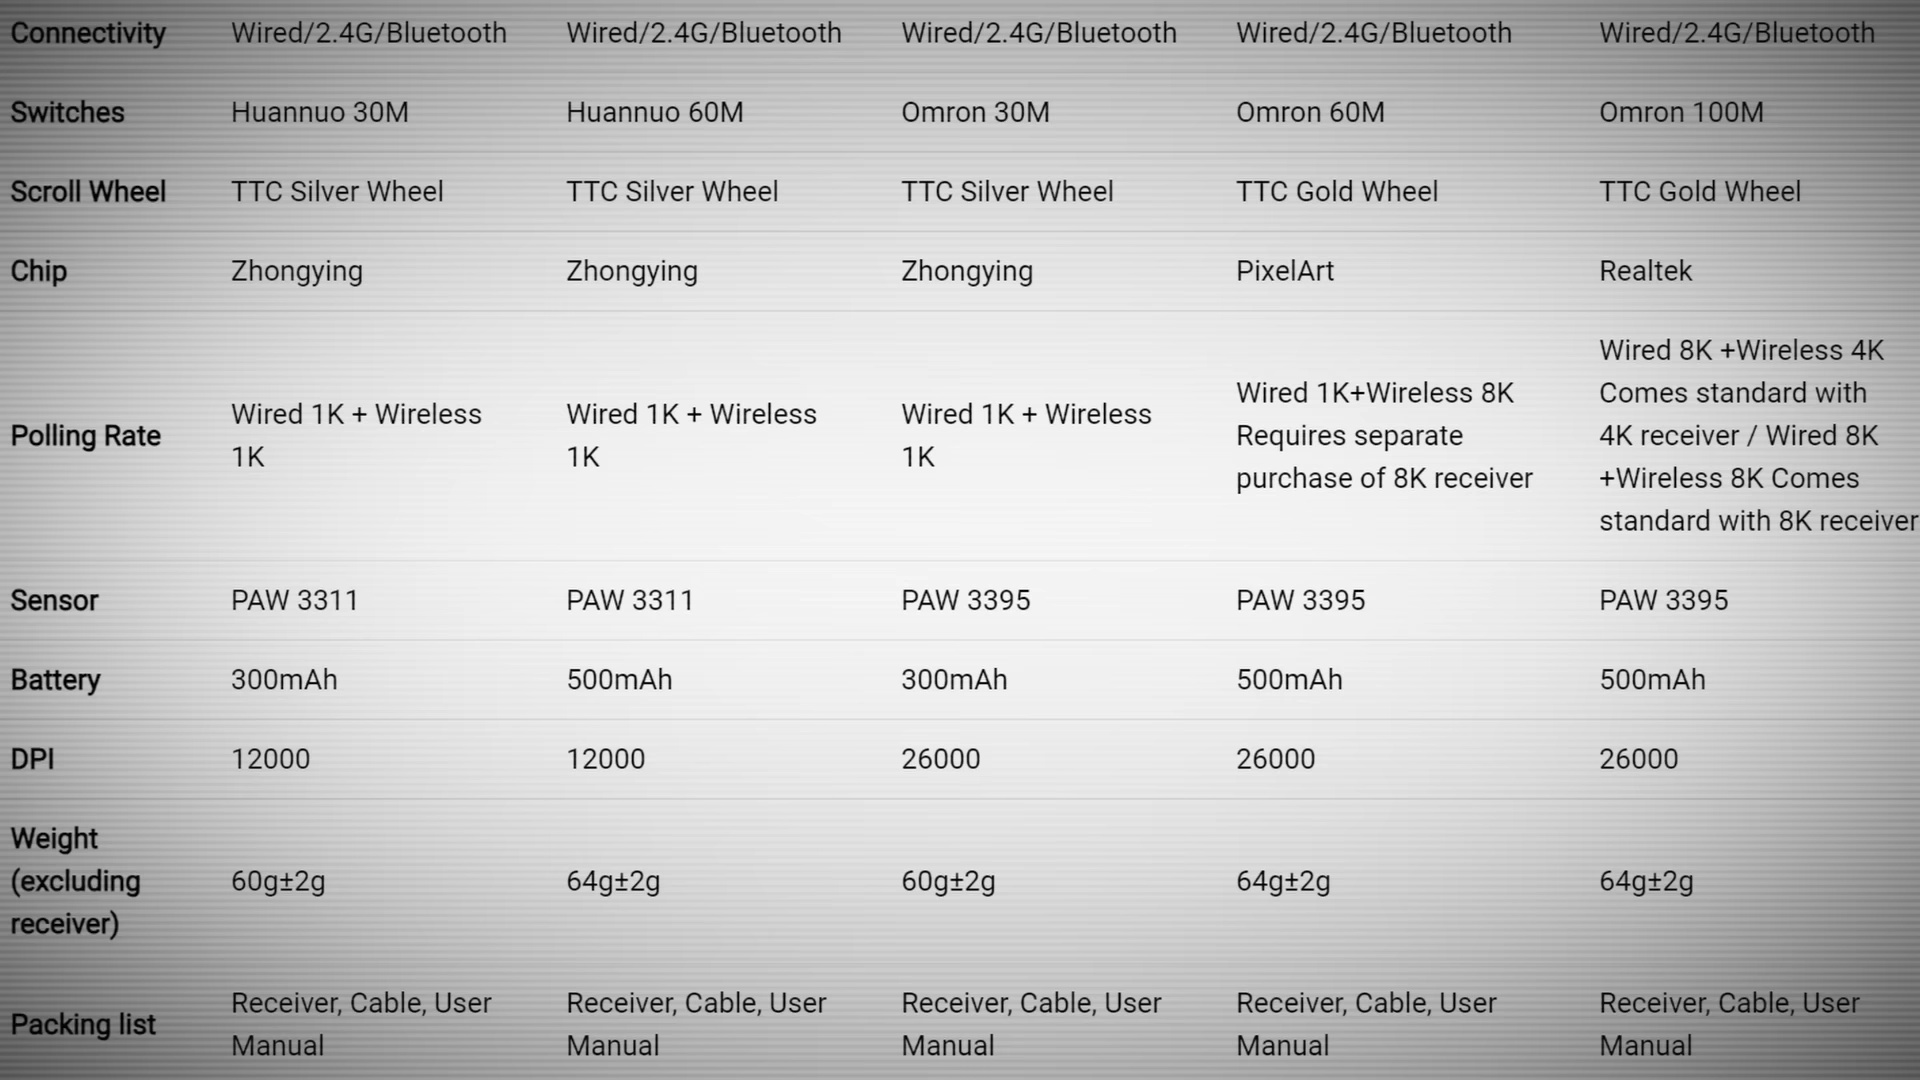 Connectivity Wired/2.4G/Bluetooth Wired/2.4G/Bluetooth Wired/2.4G/Bluetooth Wired/2.4G/Bluetooth Wired/2.4G/Bluetooth
Switches Huannuo 30M Huannuo 60M Omron 30M Omron 60M Omron 100M
Scroll Wheel TTC Silver Wheel TTC Silver Wheel TTC Silver Wheel TTC Gold Wheel TTC Gold Wheel
Chip Zhongying Zhongying Zhongying PixelArt Realtek
Polling Rate
Wired 1K + Wireless
1K
Wired 1K + Wireless
1K
Wired 1K + Wireless
1K
Wired 1K+Wireless 8K
Requires separate
purchase of 8K receiver
Wired 8K +Wireless 4K
Comes standard with
4K receiver / Wired 8K
+Wireless 8K Comes
standard with 8K receiver
Sensor PAW 3311 PAW 3311 PAW 3395 PAW 3395 PAW 3395
Battery 300mAh 500mAh 300mAh 500mAh 500mAh
DPI 12000 12000 26000 26000 26000
Weight
(excluding
receiver)
60g±2g 64g±2g 60g±2g 64g±2g 64g±2g
Packing list
Receiver, Cable, User
Manual
Receiver, Cable, User
Manual
Receiver, Cable, User
Manual
Receiver, Cable, User
Manual
Receiver, Cable, User
Manual